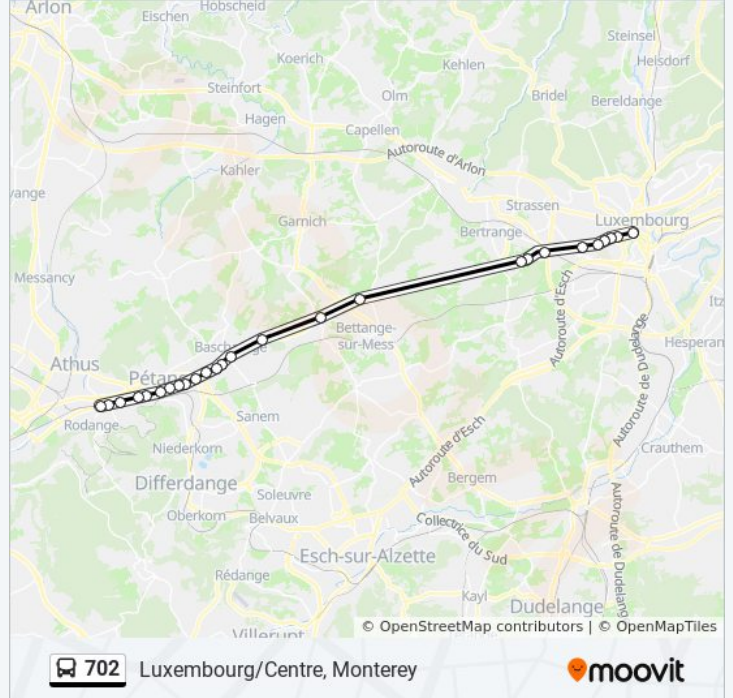 Arlon
Hobscheid
Eischen
Steinsel
Koerich
Kehlen
Heisdorf
Steinfort
Olm
Bridel
Bereldange
Hagen
Capellen
Autoroute d'Arlon
Kahler
vange
Strassen
Garnich
Luxembourg
Bertrange
Messancy
Itz
Autoroute d'Esch
Bettange-
sur-Mess
Hesperan
Athus
Autoroute de Dudelange
Pétan
Sanem
Rodange
Autoroute d'Esch
Niederkorn
Crauthem
Differdange
Bergem
Soleuvre
Oberkorn
Belvaux
Collectrice du Sud
Autoroute de Dudelang
Esch-sur-Alzette
Rédange
Kayl
Dudelange
Villerupt
© OpenStreetMap contributors | © OpenMapTiles
702 Luxembourg/Centre, Monterey
moovit